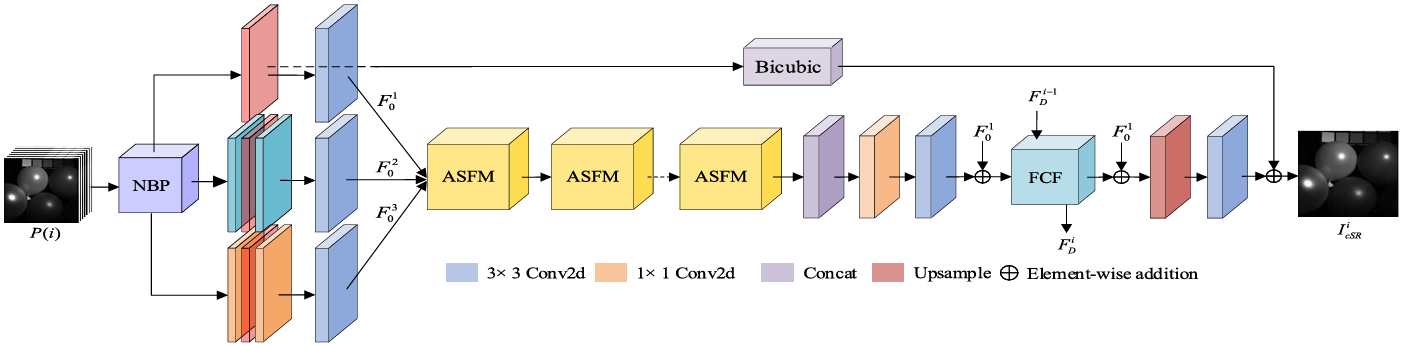 Bicubic
F_0^1
F_D^{i-1}
F_0^1
F_0^1
NBP
F_0^2
ASFM
ASFM
ASFM
FCF
F_0^3
P(i)
F_D^i
I_{cSR}^i
3× 3 Conv2d
1× 1 Conv2d
Concat
Upsample
Element-wise addition